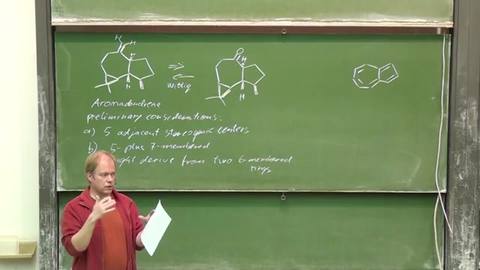 H H
H
H
⇌
Wittig
O
H
H
Aromadendrene
preliminary considerations:
a) 5 adjacent stereogenic centers
b) 5- plus 7-membered
might derive from two 6-membered
rings